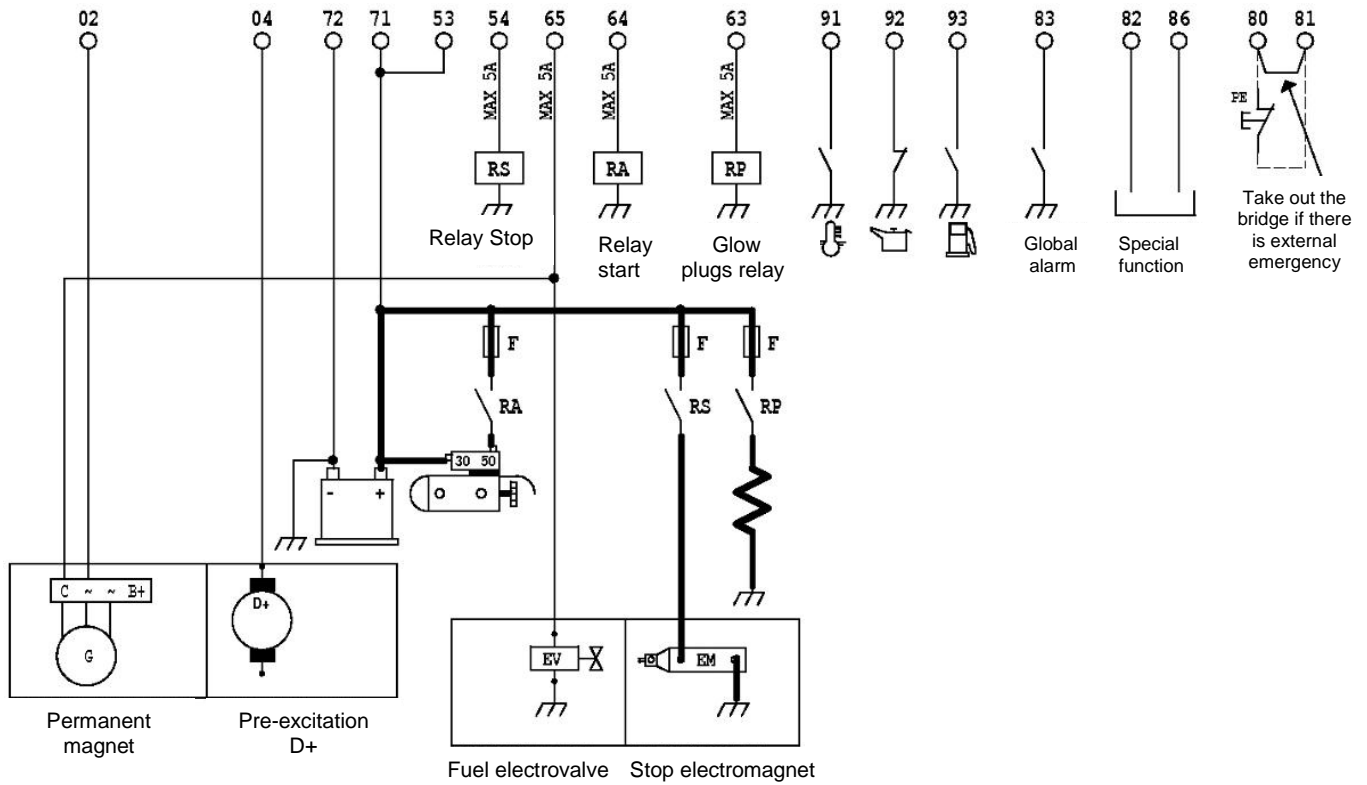 02 04 72 71 53 54 65 64 63 91 92 93 83 82 86 80 81
MAX 5A MAX 5A MAX 5A MAX 5A
PE
RS RA RP
Relay Stop
Relay
start
Glow
plugs relay
Global
alarm
Special
function
Take out the
bridge if there
is external
emergency
F F F
RA RS RP
30 50
- +
C ~ ~ B+
D+
G
EV EM
Permanent
magnet
Pre-excitation
D+
Fuel electrovalve Stop electromagnet